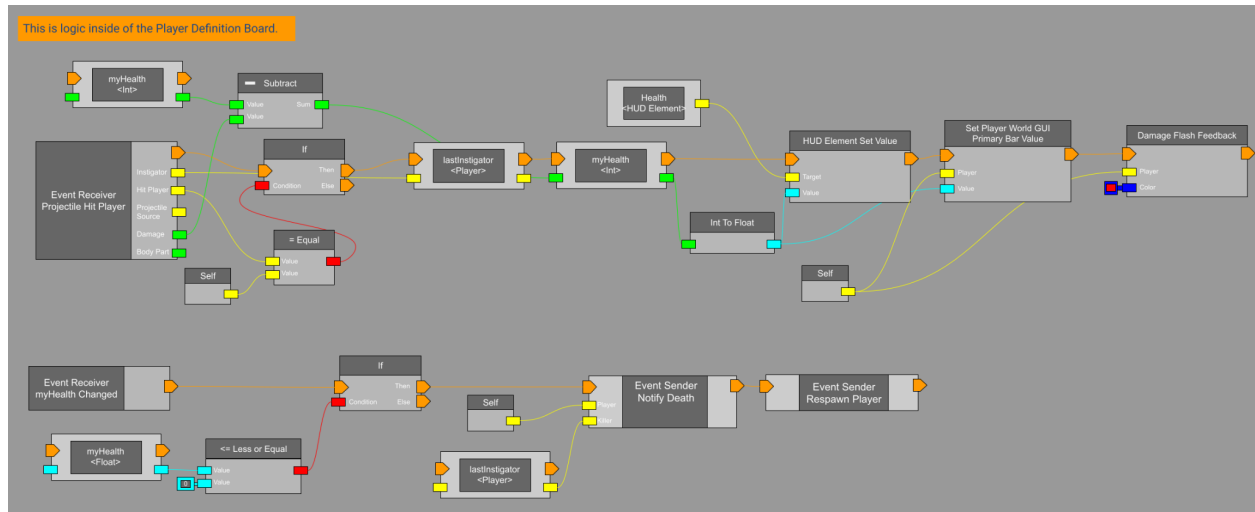 This is logic inside of the Player Definition Board.
myHealth
<Int>
Subtract
Value
Sum
Value
Event Receiver
Projectile Hit Player
Instigator
Hit Player
Projectile
Source
Damage
Body Part
If
Then
Condition
Else
= Equal
Value
Value
Self
lastInstigator
<Player>
myHealth
<Int>
Health
<HUD Element>
Int To Float
HUD Element Set Value
Target
Value
Self
Set Player World GUI
Primary Bar Value
Player
Value
Damage Flash Feedback
Player
Color
Event Receiver
myHealth Changed
If
Then
Condition
Else
myHealth
<Float>
<= Less or Equal
Value
Value
0
Self
lastInstigator
<Player>
Event Sender
Notify Death
Player
Killer
Event Sender
Respawn Player